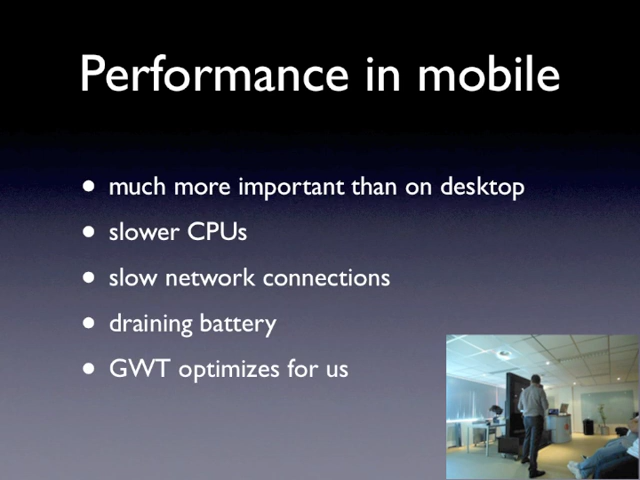 Performance in mobile
• much more important than on desktop
• slower CPUs
• slow network connections
• draining battery
• GWT optimizes for us